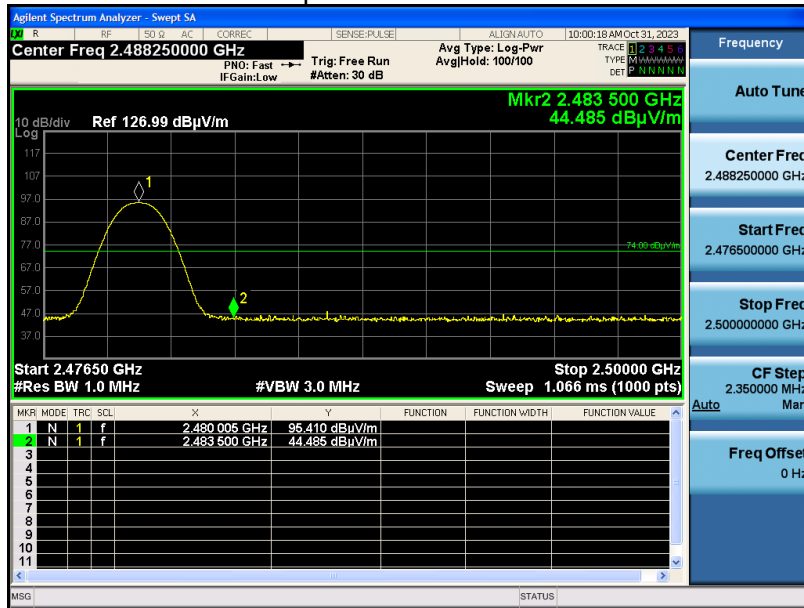 Agilent Spectrum Analyzer - Swept SA
LXI R RF 50 Ω AC CORREC SENSE:PULSE ALIGNAUTO 10:00:18 AM Oct 31, 2023
Center Freq 2.488250000 GHz
PNO: Fast
IFGain:Low
Trig: Free Run
#Atten: 30 dB
Avg Type: Log-Pwr
Avg|Hold: 100/100
TRACE 1 2 3 4 5 6
TYPE M
DET P N N N N N
Mkr2 2.483 500 GHz
44.485 dBµV/m
10 dB/div Ref 126.99 dBµV/m
Log
117
107
97.0
87.0
77.0
67.0
57.0
47.0
37.0
1
2
74.00 dBµV/m
Start 2.47650 GHz Stop 2.50000 GHz
#Res BW 1.0 MHz #VBW 3.0 MHz Sweep 1.066 ms (1000 pts)
MKR MODE TRC SCL X Y FUNCTION FUNCTION WIDTH FUNCTION VALUE
1 N 1 f 2.480 005 GHz 95.410 dBµV/m
2 N 1 f 2.483 500 GHz 44.485 dBµV/m
3
4
5
6
7
8
9
10
11
MSG STATUS
Frequency
Auto Tune
Center Freq
2.488250000 GHz
Start Freq
2.476500000 GHz
Stop Freq
2.500000000 GHz
CF Step
2.350000 MHz
Auto Man
Freq Offset
0 Hz